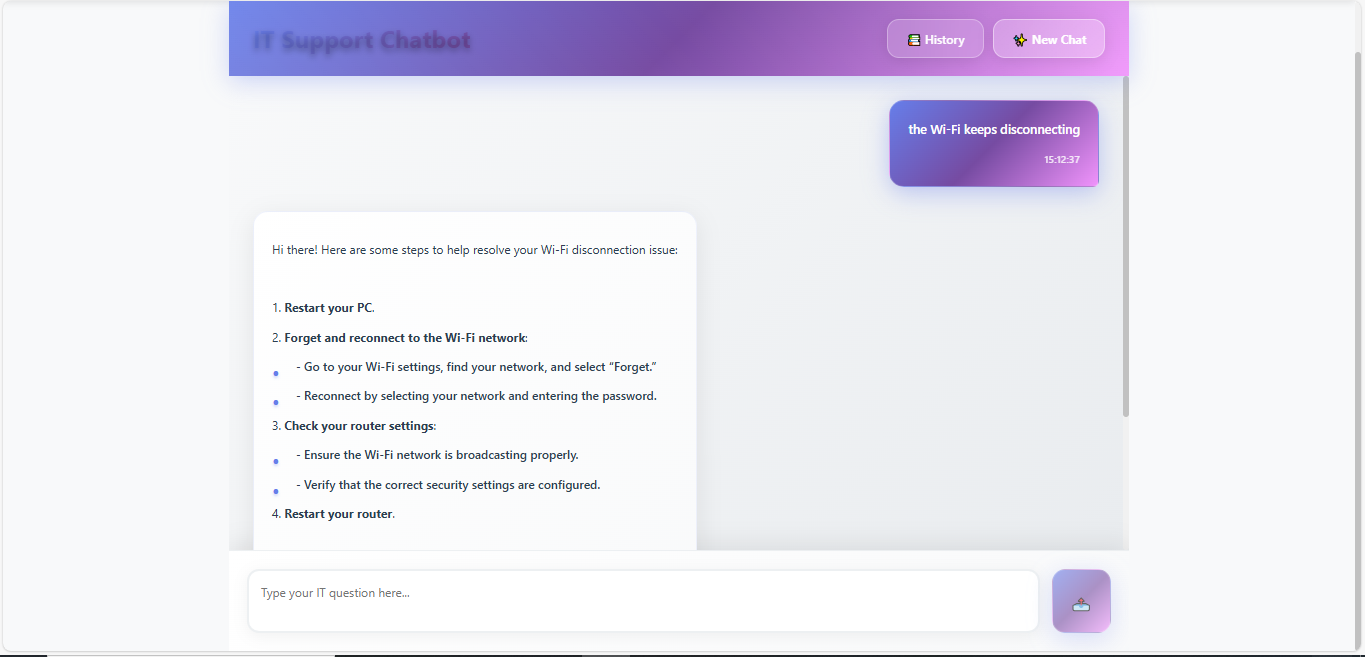 IT Support Chatbot
History
New Chat
the Wi-Fi keeps disconnecting
15:12:37
Hi there! Here are some steps to help resolve your Wi-Fi disconnection issue:
1. Restart your PC.
2. Forget and reconnect to the Wi-Fi network:
- Go to your Wi-Fi settings, find your network, and select “Forget.”
- Reconnect by selecting your network and entering the password.
3. Check your router settings:
- Ensure the Wi-Fi network is broadcasting properly.
- Verify that the correct security settings are configured.
4. Restart your router.
Type your IT question here...